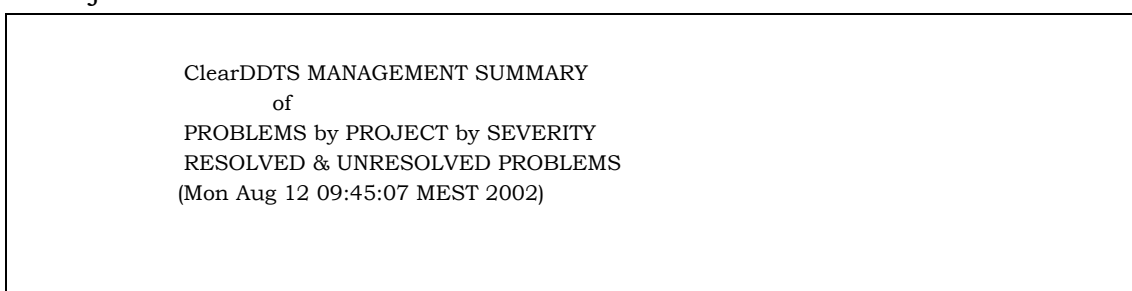 ClearDDTS MANAGEMENT SUMMARY
of
PROBLEMS by PROJECT by SEVERITY
RESOLVED & UNRESOLVED PROBLEMS
(Mon Aug 12 09:45:07 MEST 2002)